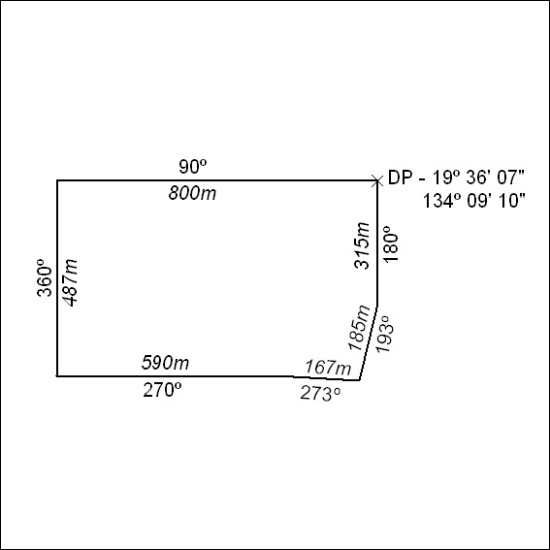 90º
800m
DP - 19º 36' 07"
134º 09' 10"
315m
180º
360º
487m
185m
193º
590m
270º
167m
273º